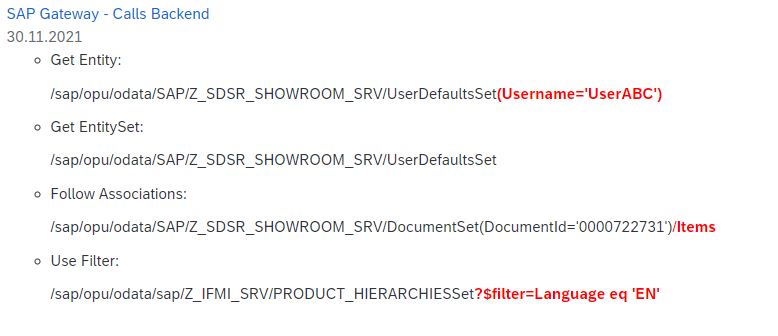 SAP Gateway - Calls Backend
30.11.2021
Get Entity:
/sap/opu/odata/SAP/Z_SDSR_SHOWROOM_SRV/UserDefaultsSet(Username='UserABC')
Get EntitySet:
/sap/opu/odata/SAP/Z_SDSR_SHOWROOM_SRV/UserDefaultsSet
Follow Associations:
/sap/opu/odata/SAP/Z_SDSR_SHOWROOM_SRV/DocumentSet(DocumentId='0000722731')/Items
Use Filter:
/sap/opu/odata/sap/Z_IFMI_SRV/PRODUCT_HIERARCHIESSet?$filter=Language eq 'EN'